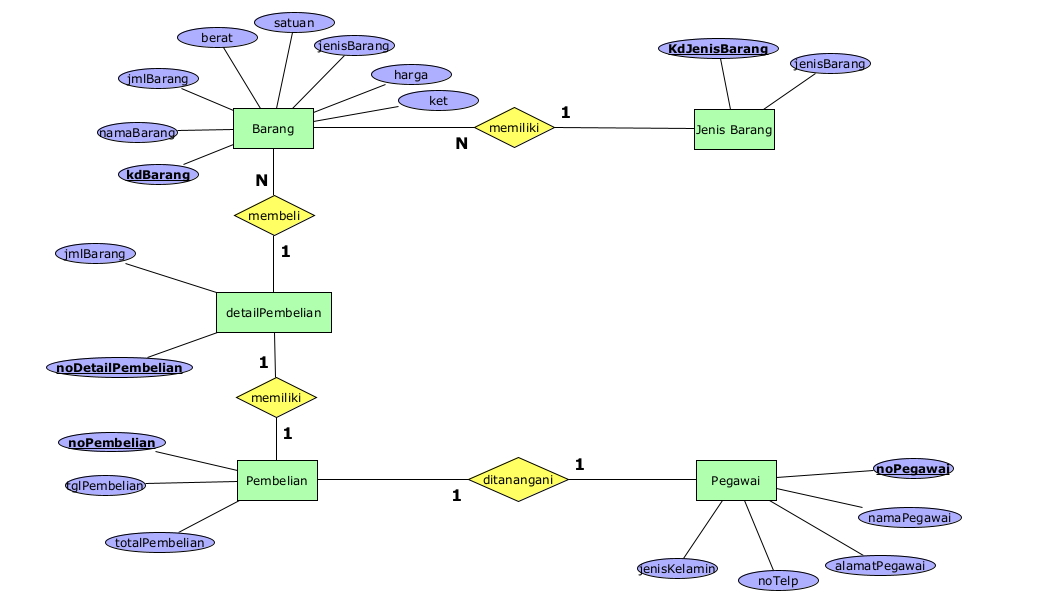 satuan
berat
jenisBarang
KdJenisBarang
jenisBarang
jmlBarang
harga
ket
Barang
memiliki
1
Jenis Barang
namaBarang
N
kdBarang
N
membeli
1
jmlBarang
detailPembelian
noDetailPembelian
1
memiliki
1
noPembelian
tglPembelian
Pembelian
1
ditanangani
1
Pegawai
noPegawai
namaPegawai
totalPembelian
jenisKelamin
noTelp
alamatPegawai